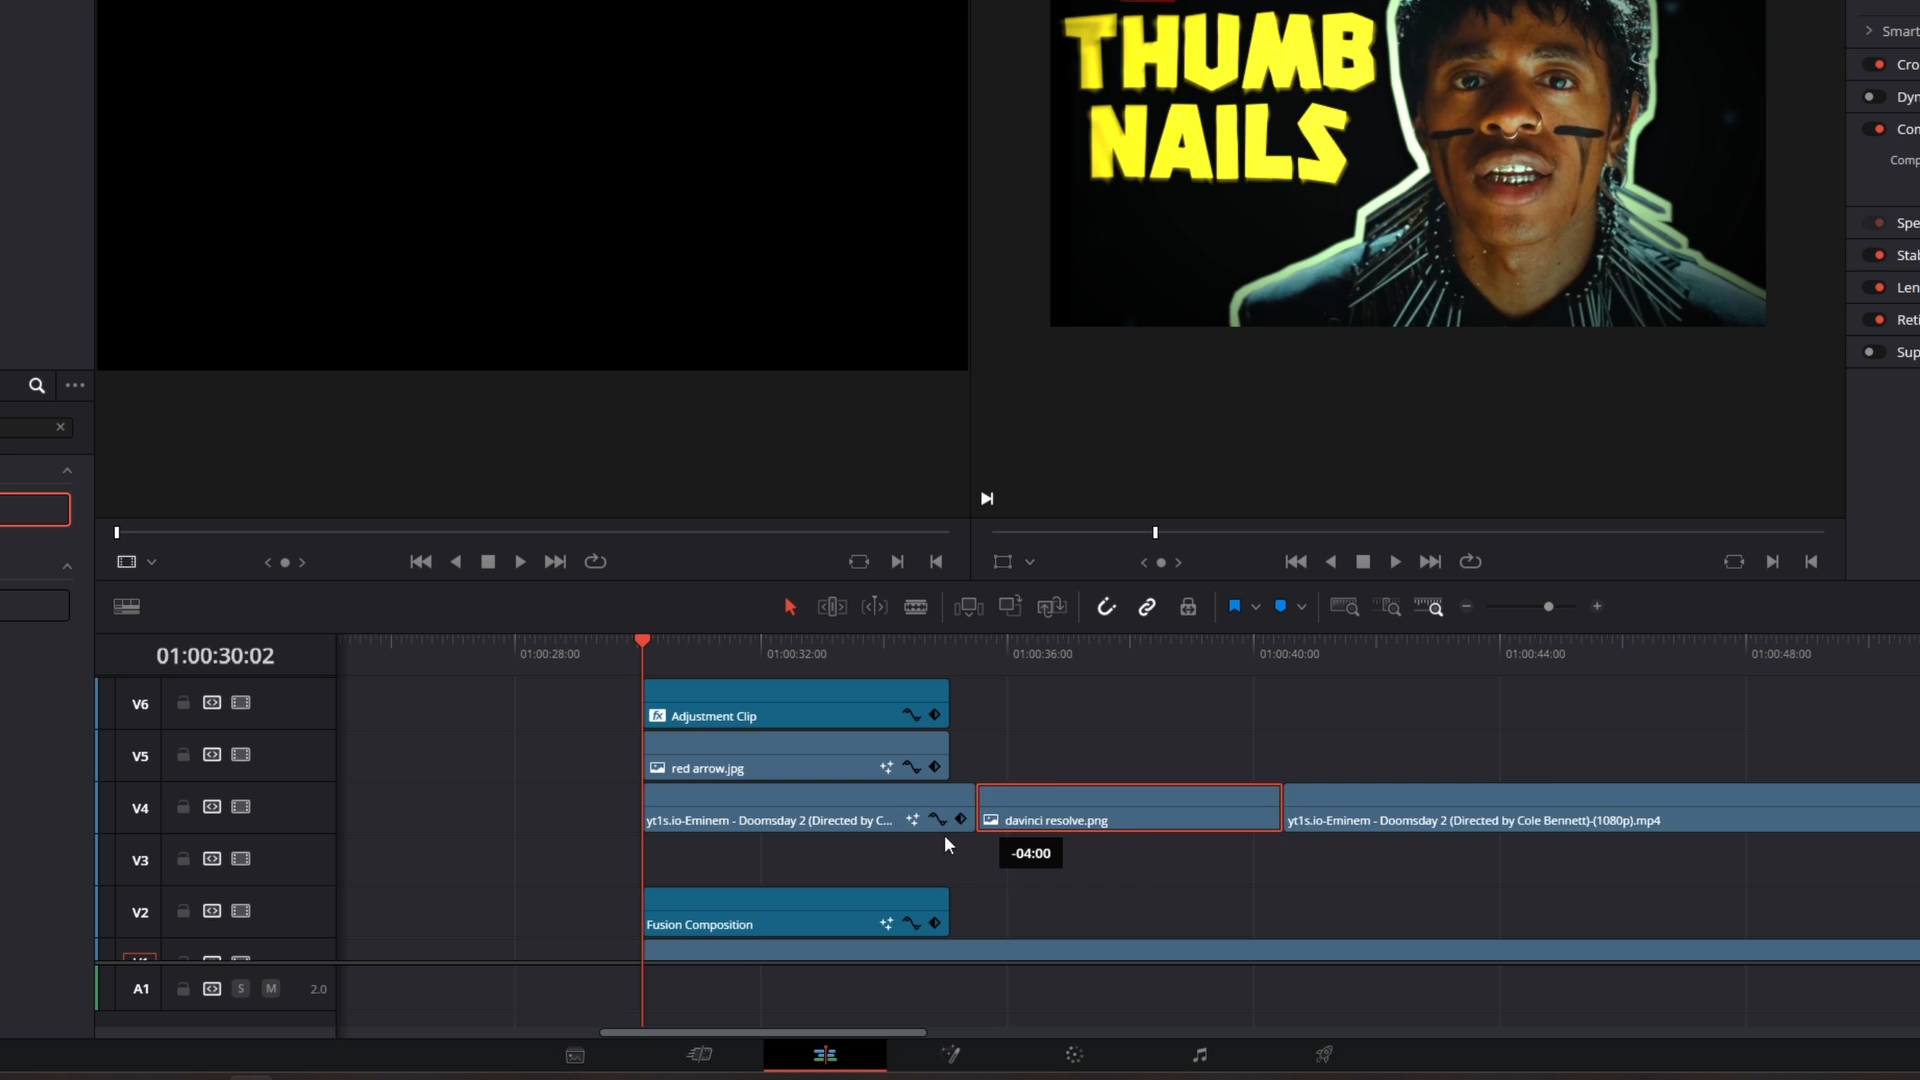 THUMB
NAILS
Smart
Cro
Dyn
Con
Comp
Spe
Stab
Len
Reti
Sup
01:00:30:02
01:00:28:00
01:00:32:00
01:00:36:00
01:00:40:00
01:00:44:00
01:00:48:00
V6
fx Adjustment Clip
V5
red arrow.jpg
V4
yt1s.io-Eminem - Doomsday 2 (Directed by C...
davinci resolve.png
yt1s.io-Eminem - Doomsday 2 (Directed by Cole Bennett)-(1080p).mp4
V3
-04:00
V2
Fusion Composition
V1
A1
S
M
2.0